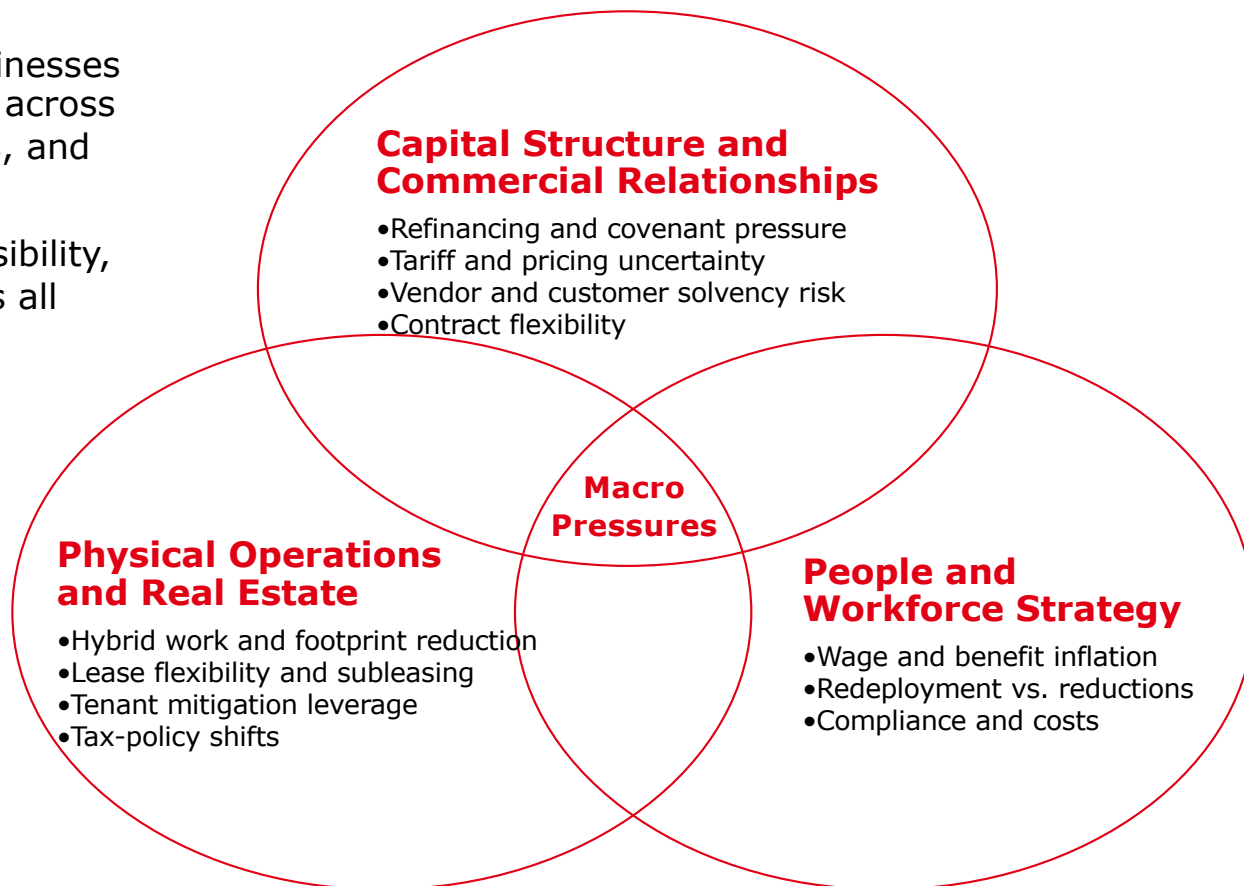 inesses
across
, and
sibility,
s all
Capital Structure and
Commercial Relationships
•Refinancing and covenant pressure
•Tariff and pricing uncertainty
•Vendor and customer solvency risk
•Contract flexibility
Macro
Pressures
Physical Operations
and Real Estate
•Hybrid work and footprint reduction
•Lease flexibility and subleasing
•Tenant mitigation leverage
•Tax-policy shifts
People and
Workforce Strategy
•Wage and benefit inflation
•Redeployment vs. reductions
•Compliance and costs